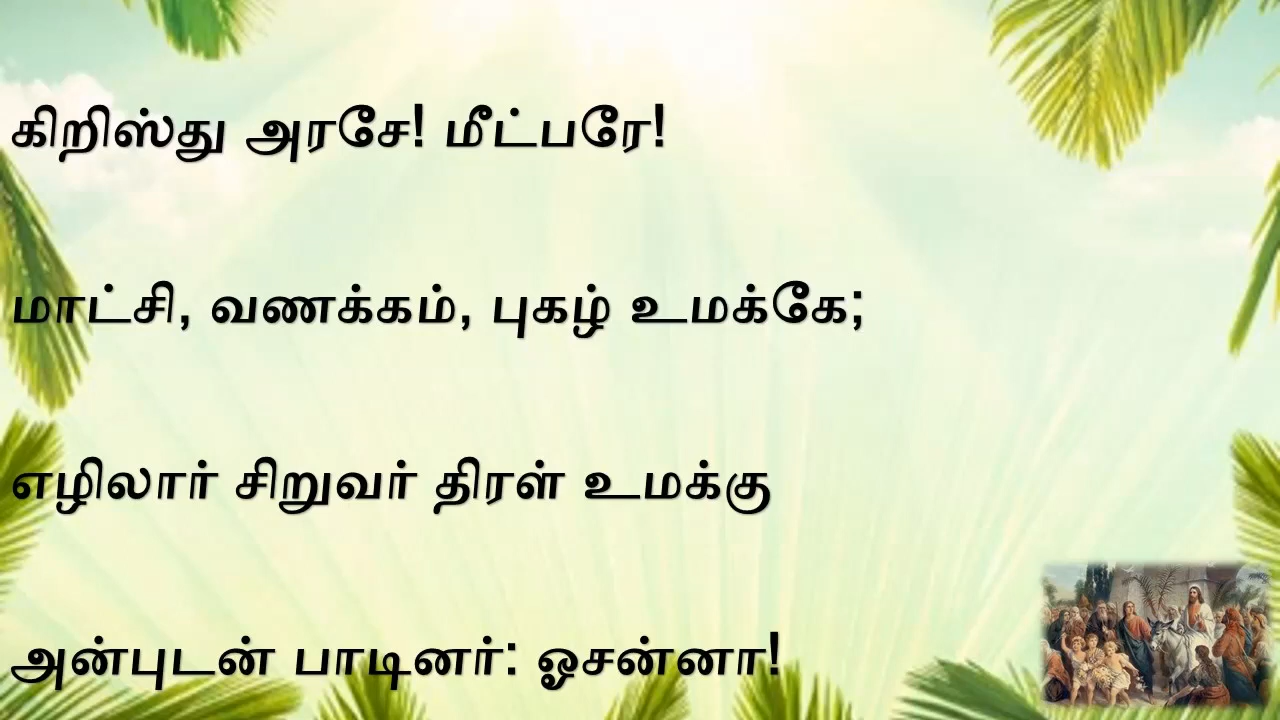 கிறிஸ்து அரசே! மீட்பரே!
மாட்சி, வணக்கம், புகழ் உமக்கே;
எழிலார் சிறுவர் திரள் உமக்கு
அன்புடன் பாடினர்: ஓசன்னா!